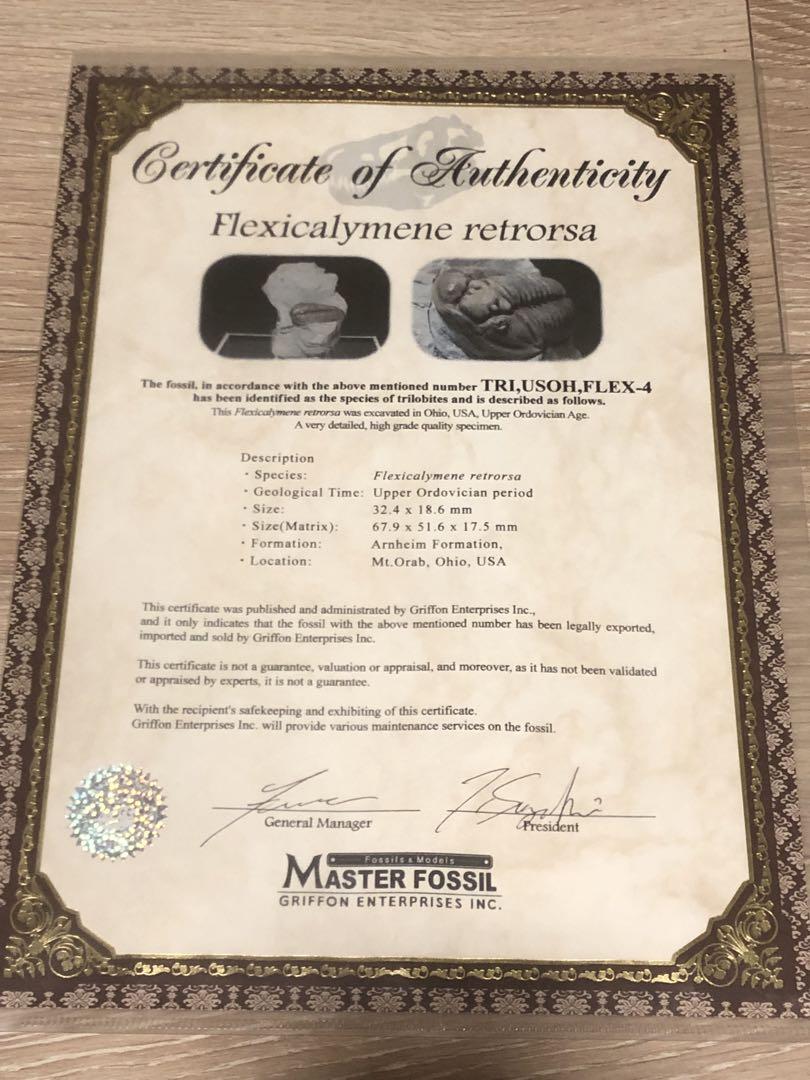 Certificate of Authenticity
Flexicalymene retrorsa
The fossil, in accordance with the above mentioned number TRI,USOH,FLEX-4
has been identified as the species of trilobites and is described as follows.
This Flexicalymene retrorsa was excavated in Ohio, USA, Upper Ordovician Age.
A very detailed, high grade quality specimen.
Description
・Species: Flexicalymene retrorsa
・Geological Time: Upper Ordovician period
・Size: 32.4 x 18.6 mm
・Size(Matrix): 67.9 x 51.6 x 17.5 mm
・Formation: Arnheim Formation,
・Location: Mt.Orab, Ohio, USA
This certificate was published and administrated by Griffon Enterprises Inc.,
and it only indicates that the fossil with the above mentioned number has been legally exported,
imported and sold by Griffon Enterprises Inc.
This certificate is not a guarantee, valuation or appraisal, and moreover, as it has not been validated
or appraised by experts, it is not a guarantee.
With the recipient's safekeeping and exhibiting of this certificate.
Griffon Enterprises Inc. will provide various maintenance services on the fossil.
General Manager President
Fossils & Models
MASTER FOSSIL
GRIFFON ENTERPRISES INC.